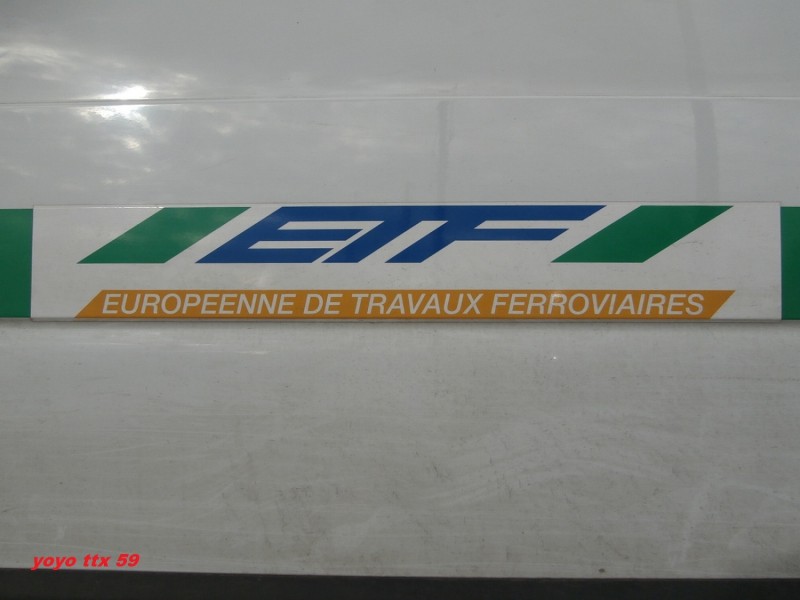 ETF
EUROPEENNE DE TRAVAUX FERROVIAIRES
yoyo ttx 59